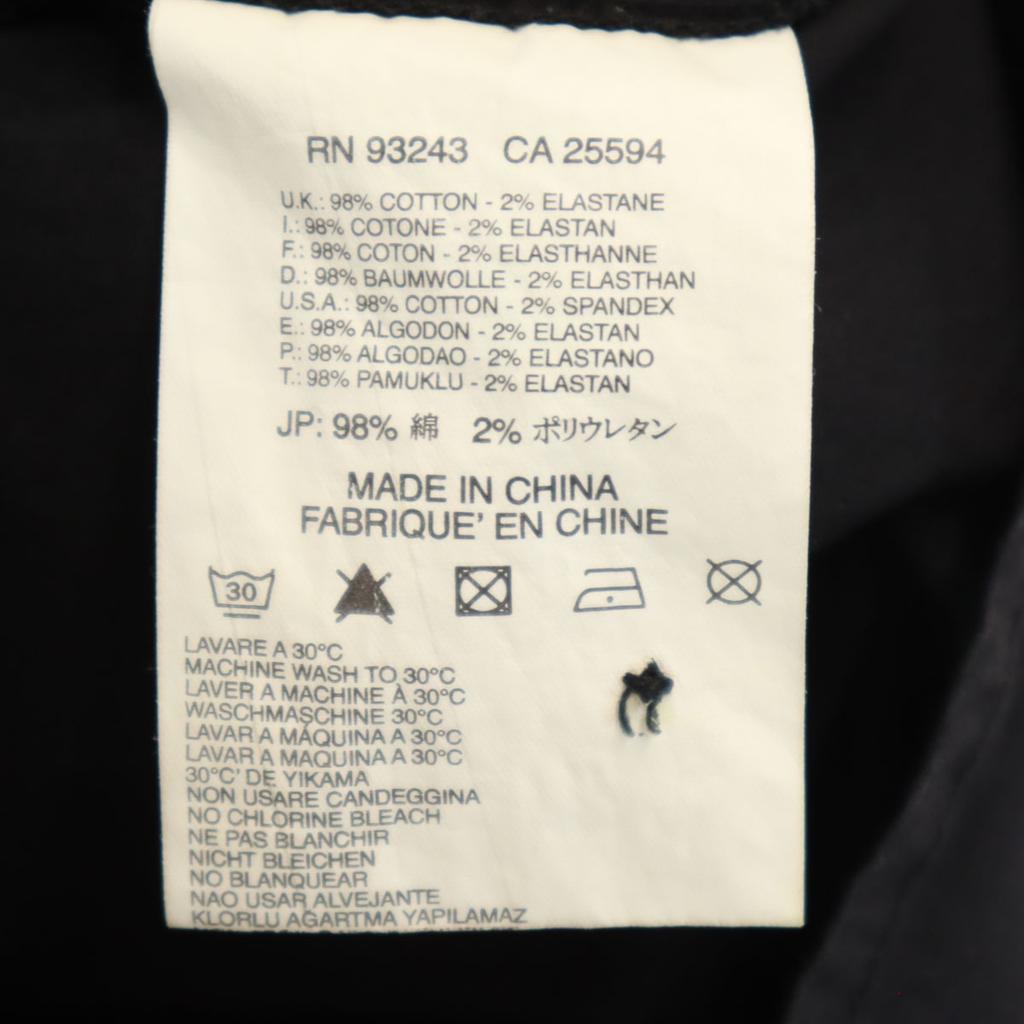 RN 93243 CA 25594
U.K.: 98% COTTON - 2% ELASTANE
I.: 98% COTONE - 2% ELASTAN
F.: 98% COTON - 2% ELASTHANNE
D.: 98% BAUMWOLLE - 2% ELASTHAN
U.S.A.: 98% COTTON - 2% SPANDEX
E.: 98% ALGODON - 2% ELASTAN
P.: 98% ALGODAO - 2% ELASTANO
T.: 98% PAMUKLU - 2% ELASTAN
JP: 98% 綿 2% ポリウレタン
MADE IN CHINA
FABRIQUE' EN CHINE
30
LAVARE A 30°C
MACHINE WASH TO 30°C
LAVER A MACHINE À 30°C
WASCHMASCHINE 30°C
LAVAR A MÁQUINA A 30°C
LAVAR A MAQUINA A 30°C
30°C' DE YIKAMA
NON USARE CANDEGGINA
NO CHLORINE BLEACH
NE PAS BLANCHIR
NICHT BLEICHEN
NO BLANQUEAR
NAO USAR ALVEJANTE
KLORLU AĞARTMA YAPILAMAZ